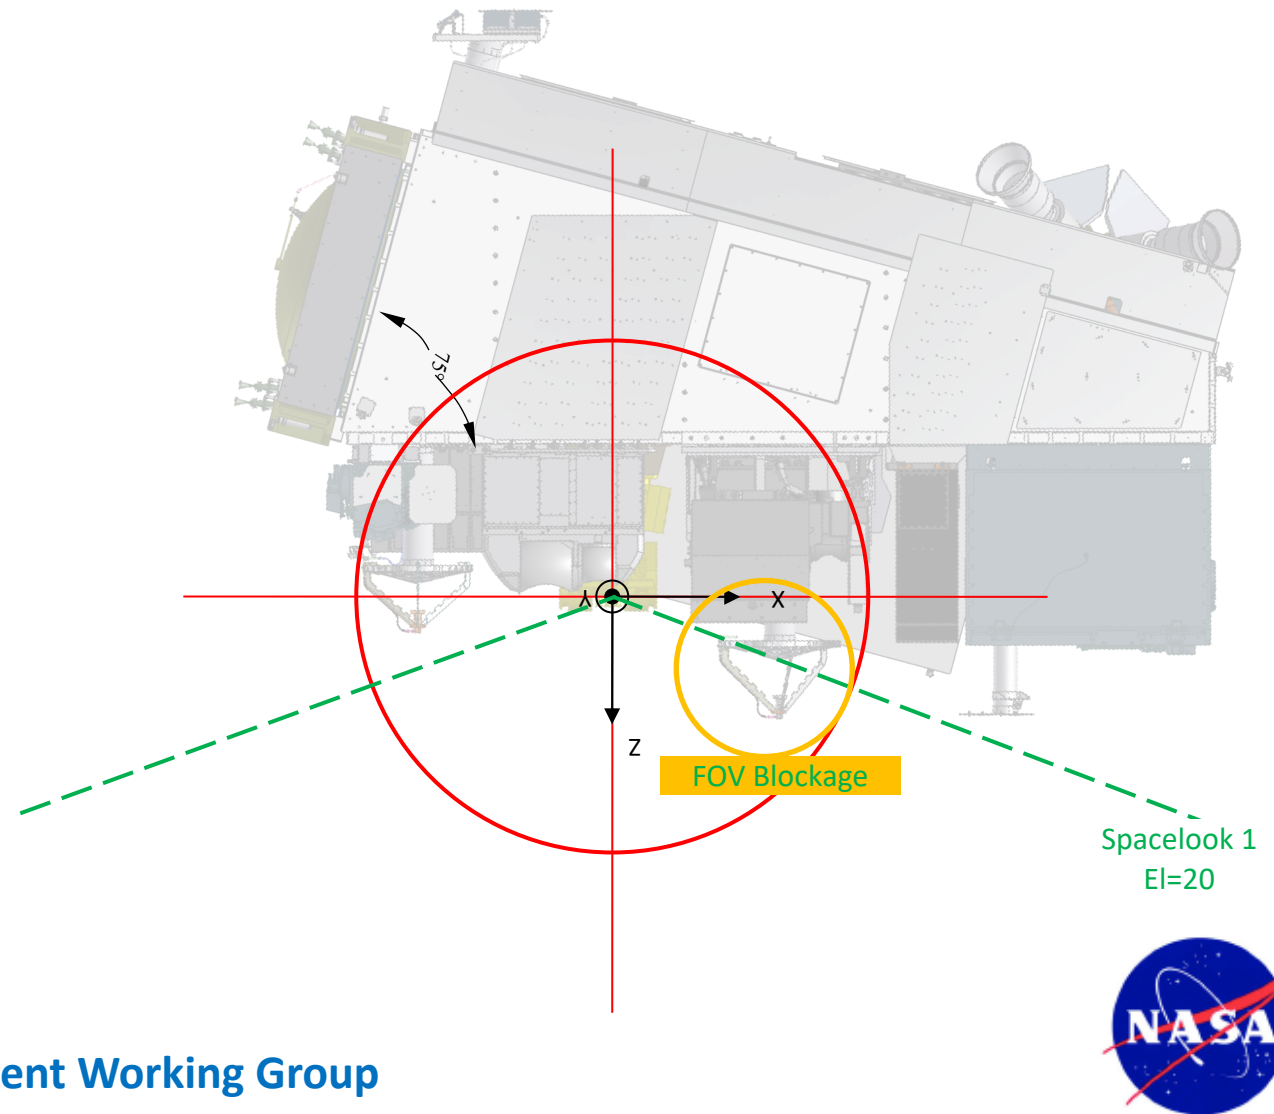 75°
Y
X
Z
FOV Blockage
Spacelook 1
El=20
NASA
ent Working Group